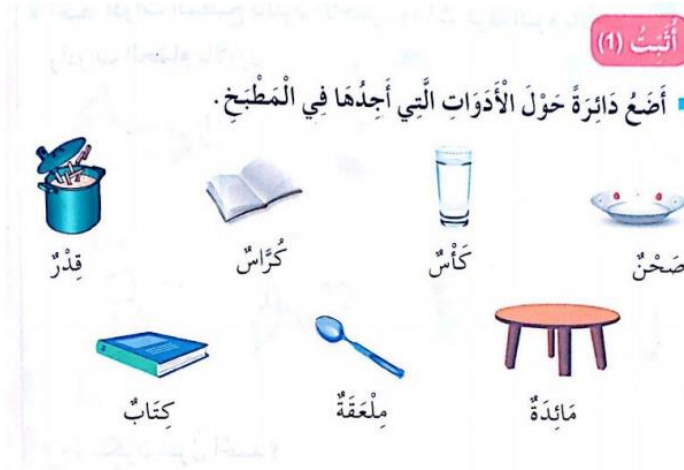 أُثَبِّتُ (1)
أَضَعُ دَائِرَةً حَوْلَ الْأَدَوَاتِ الَّتِي أَجِدُهَا فِي الْمَطْبَخِ.
صَحْنٌ كَأْسٌ كُرَّاسٌ قِدْرٌ
مَائِدَةٌ مِلْعَقَةٌ كِتَابٌ